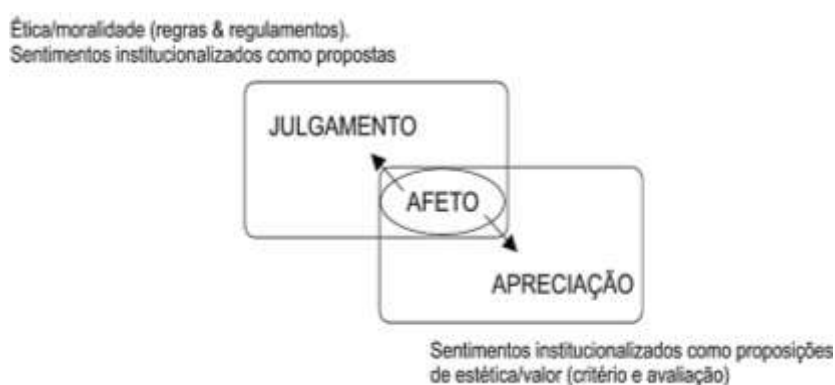 Ética/moralidade (regras & regulamentos).
Sentimentos institucionalizados como propostas
JULGAMENTO
AFETO
APRECIAÇÃO
Sentimentos institucionalizados como proposições
de estética/valor (critério e avaliação)